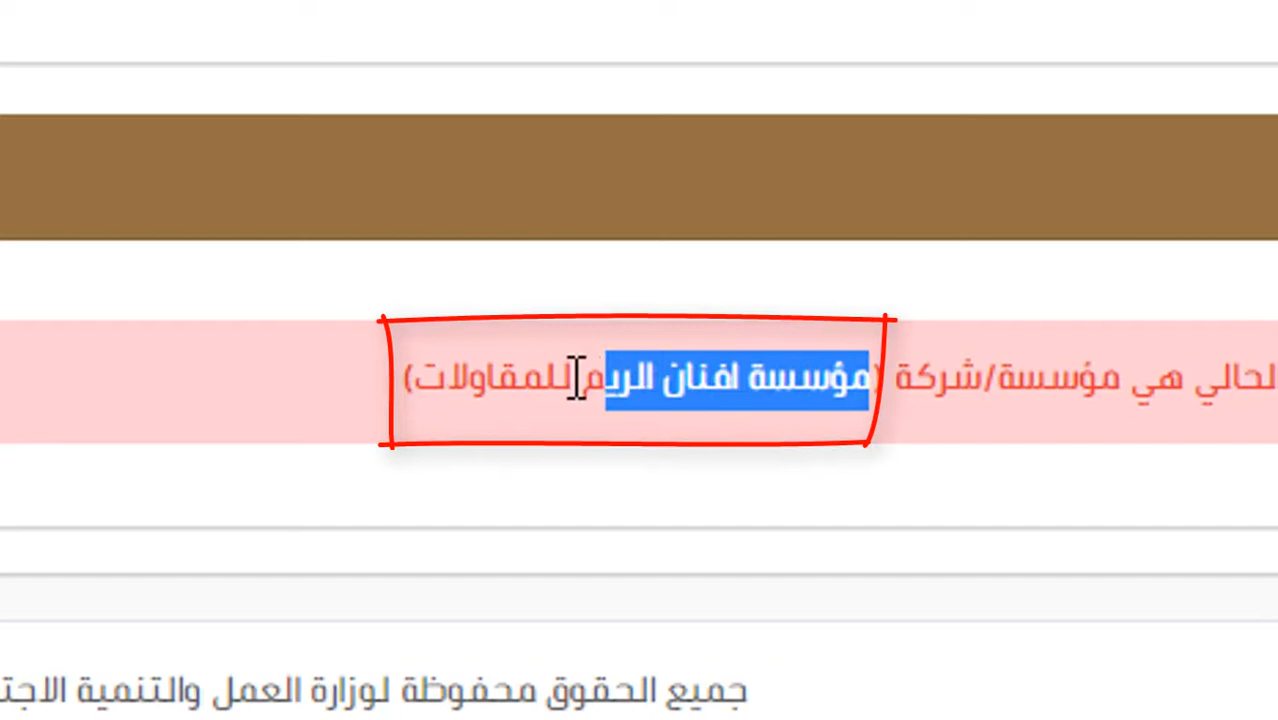 لحالي هي مؤسسة/شركة (مؤسسة افنان الريم للمقاولات)
جميع الحقوق محفوظة لوزارة العمل والتنمية الاجت